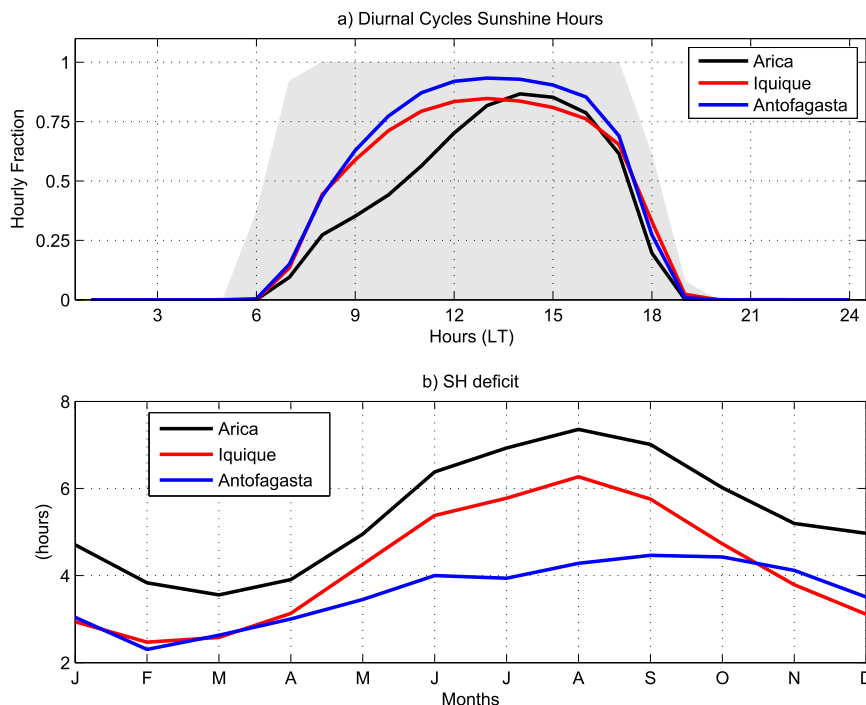 a) Diurnal Cycles Sunshine Hours
1
0.75
0.5
0.25
0
Hourly Fraction
Arica
Iquique
Antofagasta
3 6 9 12 15 18 21 24
Hours (LT)
b) SH deficit
8
6
4
2
(hours)
Arica
Iquique
Antofagasta
J F M A M J J A S O N D
Months